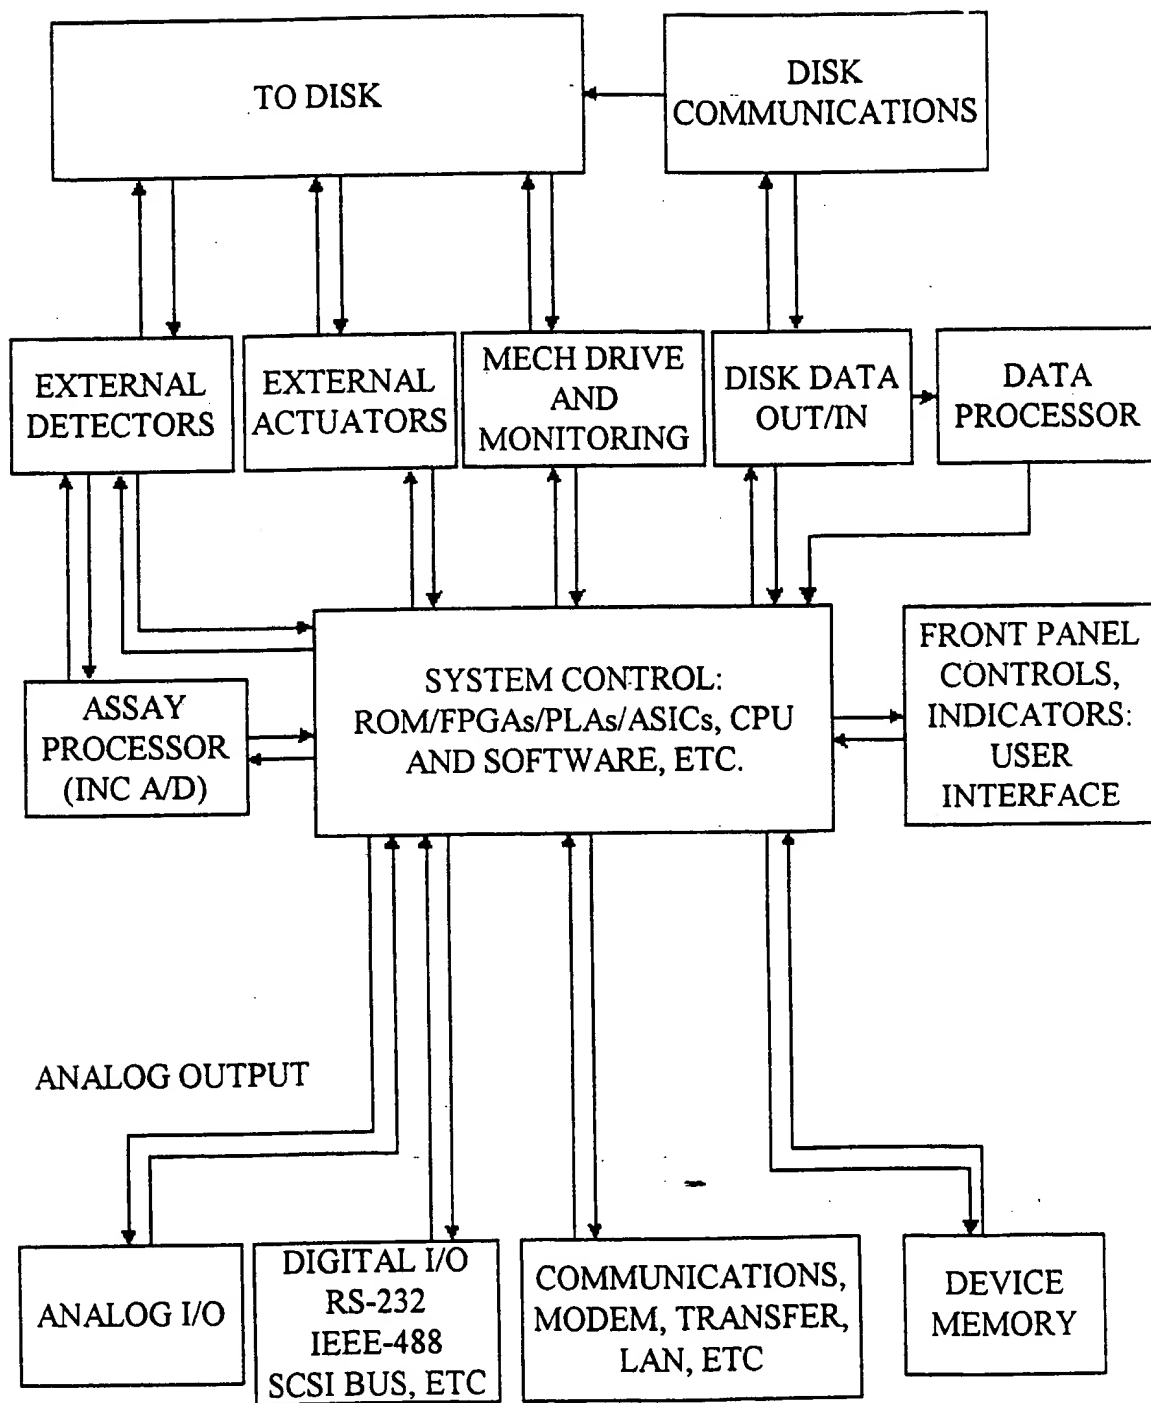 TO DISK
DISK
COMMUNICATIONS
EXTERNAL
DETECTORS
EXTERNAL
ACTUATORS
MECH DRIVE
AND
MONITORING
DISK DATA
OUT/IN
DATA
PROCESSOR
ASSAY
PROCESSOR
(INC A/D)
SYSTEM CONTROL:
ROM/FPGAs/PLAs/ASICs, CPU
AND SOFTWARE, ETC.
FRONT PANEL
CONTROLS,
INDICATORS:
USER
INTERFACE
ANALOG OUTPUT
ANALOG I/O
DIGITAL I/O
RS-232
IEEE-488
SCSI BUS, ETC
COMMUNICATIONS,
MODEM, TRANSFER,
LAN, ETC
DEVICE
MEMORY